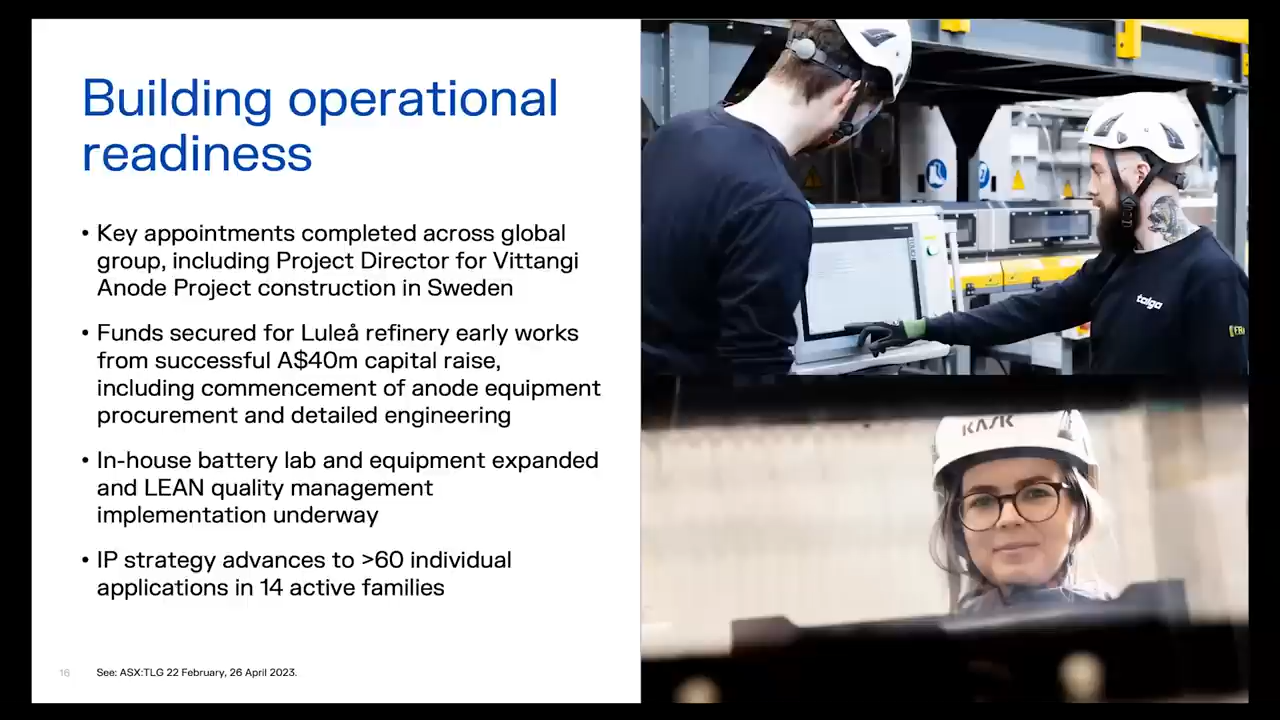 Building operational
readiness
• Key appointments completed across global
group, including Project Director for Vittangi
Anode Project construction in Sweden
• Funds secured for Luleå refinery early works
from successful A$40m capital raise,
including commencement of anode equipment
procurement and detailed engineering
• In-house battery lab and equipment expanded
and LEAN quality management
implementation underway
• IP strategy advances to >60 individual
applications in 14 active families
16
See: ASX:TLG 22 February, 26 April 2023.
talga
KASK